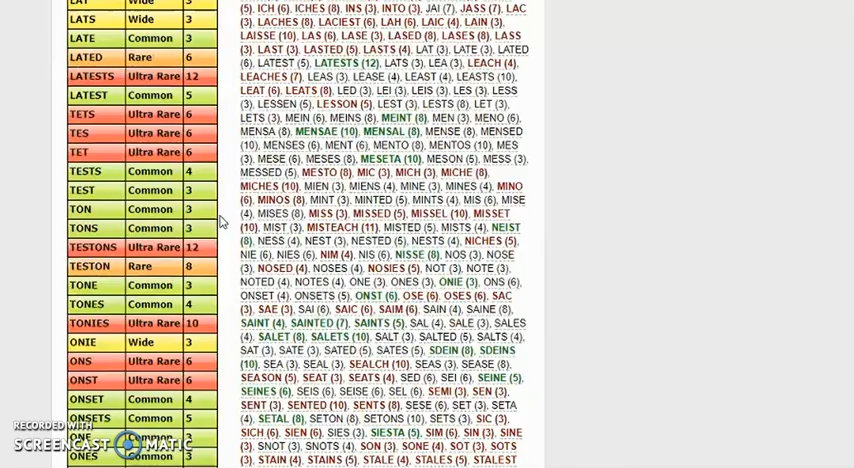 LAT Wide 3
LATS Wide 3
LATE Common 3
LATED Rare 6
LATESTS Ultra Rare 12
LATEST Common 5
TETS Ultra Rare 6
TES Ultra Rare 6
TET Ultra Rare 6
TESTS Common 4
TEST Common 3
TON Common 3
TONS Common 3
TESTONS Ultra Rare 12
TESTON Rare 8
TONE Common 3
TONES Common 4
TONIES Ultra Rare 10
ONIE Wide 3
ONS Ultra Rare 6
ONST Ultra Rare 6
ONSET Common 4
ONSETS Common 5
ONE Common 3
ONES Common 3
(5), ICH (6), ICHES (8), INS (3), INTO (3), JAI (7), JASS (7), LAC
(3), LACHES (8), LACIEST (6), LAH (6), LAIC (4), LAIN (3),
LAISSE (10), LAS (6), LASE (3), LASED (8), LASES (8), LASS
(3), LAST (3), LASTED (5), LASTS (4), LAT (3), LATE (3), LATED
(6), LATEST (5), LATESTS (12), LATS (3), LEA (3), LEACH (4),
LEACHES (7), LEAS (3), LEASE (4), LEAST (4), LEASTS (10),
LEAT (6), LEATS (8), LED (3), LEI (3), LEIS (3), LES (3), LESS
(3), LESSEN (5), LESSON (5), LEST (3), LESTS (8), LET (3),
LETS (3), MEIN (6), MEINS (8), MEINT (8), MEN (3), MENO (6),
MENSA (8), MENSAE (10), MENSAL (8), MENSE (8), MENSED
(10), MENSES (6), MENT (6), MENTO (8), MENTOS (10), MES
(3), MESE (6), MESES (8), MESETA (10), MESON (5), MESS (3),
MESSED (5), MESTO (8), MIC (3), MICH (3), MICHE (8),
MICHES (10), MIEN (3), MIENS (4), MINE (3), MINES (4), MINO
(6), MINOS (8), MINT (3), MINTED (5), MINTS (4), MIS (6), MISE
(4), MISES (8), MISS (3), MISSED (5), MISSEL (10), MISSET
(10), MIST (3), MISTEACH (11), MISTED (5), MISTS (4), NEIST
(8), NESS (4), NEST (3), NESTED (5), NESTS (4), NICHES (5),
NIE (6), NIES (6), NIM (4), NIS (6), NISSE (8), NOS (3), NOSE
(3), NOSED (4), NOSES (4), NOSIES (5), NOT (3), NOTE (3),
NOTED (4), NOTES (4), ONE (3), ONES (3), ONIE (3), ONS (6),
ONSET (4), ONSETS (5), ONST (6), OSE (6), OSES (6), SAC
(3), SAE (3), SAI (6), SAIC (6), SAIM (6), SAIN (4), SAINE (8),
SAINT (4), SAINTED (7), SAINTS (5), SAL (4), SALE (3), SALES
(4), SALET (8), SALETS (10), SALT (3), SALTED (5), SALTS (4),
SAT (3), SATE (3), SATED (5), SATES (5), SDEIN (8), SDEINS
(10), SEA (3), SEAL (3), SEALCH (10), SEAS (3), SEASE (8),
SEASON (5), SEAT (3), SEATS (4), SED (6), SEI (6), SEINE (5),
SEINES (6), SEIS (6), SEISE (6), SEL (6), SEMI (3), SEN (3),
SENT (3), SENTED (10), SENTS (8), SESE (6), SET (3), SETA
(4), SETAL (8), SETON (8), SETONS (10), SETS (3), SIC (3),
SICH (6), SIEN (6), SIES (3), SIESTA (5), SIM (6), SIN (3), SINE
(3), SNOT (3), SNOTS (4), SON (3), SONE (4), SOT (3), SOTS
(3), STAIN (4), STAINS (5), STALE (4), STALES (5), STALEST
RECORDED WITH
SCREENCAST MATIC